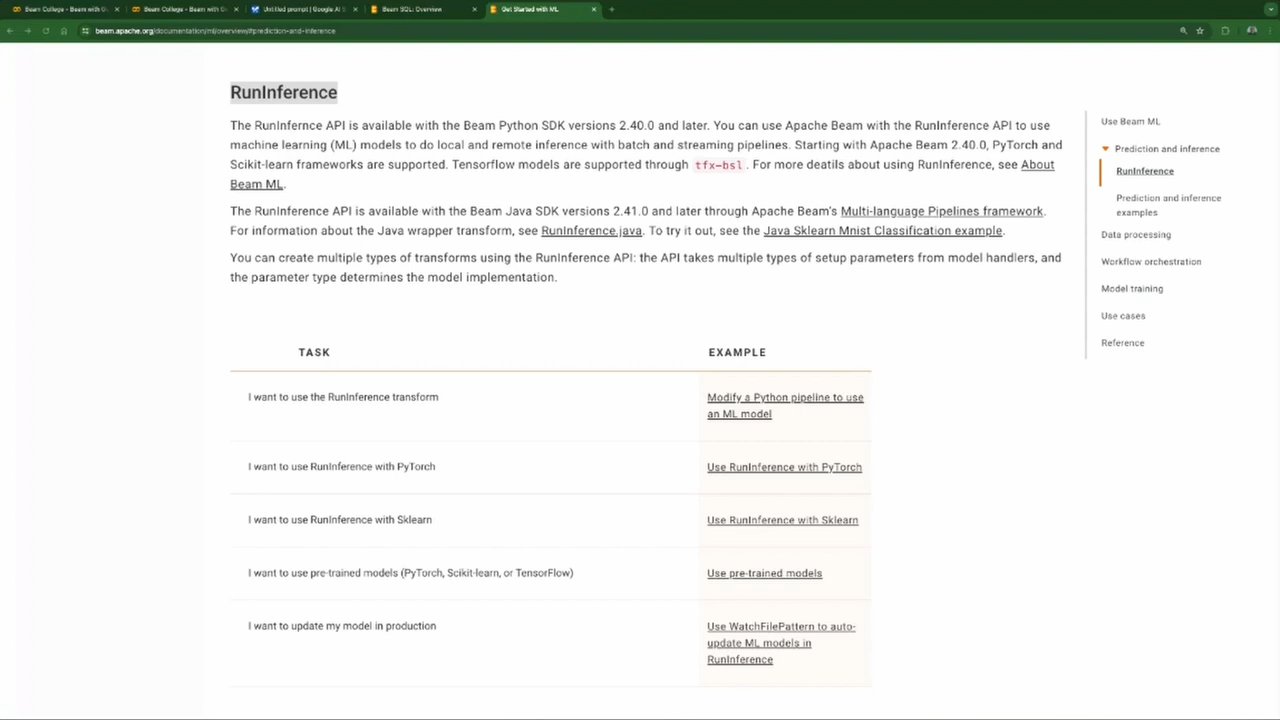 Beam College - Beam with G
Beam College - Beam with G
Untitled prompt | Google AI S
Beam SQL: Overview
Get Started with ML
beam.apache.org/documentation/ml/overview/#prediction-and-inference
RunInference
The RunInfernce API is available with the Beam Python SDK versions 2.40.0 and later. You can use Apache Beam with the RunInference API to use
machine learning (ML) models to do local and remote inference with batch and streaming pipelines. Starting with Apache Beam 2.40.0, PyTorch and
Scikit-learn frameworks are supported. Tensorflow models are supported through tfx-bsl. For more deatils about using RunInference, see About
Beam ML.
The RunInference API is available with the Beam Java SDK versions 2.41.0 and later through Apache Beam's Multi-language Pipelines framework.
For information about the Java wrapper transform, see RunInference.java. To try it out, see the Java Sklearn Mnist Classification example.
You can create multiple types of transforms using the RunInference API: the API takes multiple types of setup parameters from model handlers, and
the parameter type determines the model implementation.
TASK EXAMPLE
I want to use the RunInference transform
Modify a Python pipeline to use
an ML model
I want to use RunInference with PyTorch
Use RunInference with PyTorch
I want to use RunInference with Sklearn
Use RunInference with Sklearn
I want to use pre-trained models (PyTorch, Scikit-learn, or TensorFlow)
Use pre-trained models
I want to update my model in production
Use WatchFilePattern to auto-
update ML models in
RunInference
Use Beam ML
Prediction and inference
RunInference
Prediction and inference
examples
Data processing
Workflow orchestration
Model training
Use cases
Reference